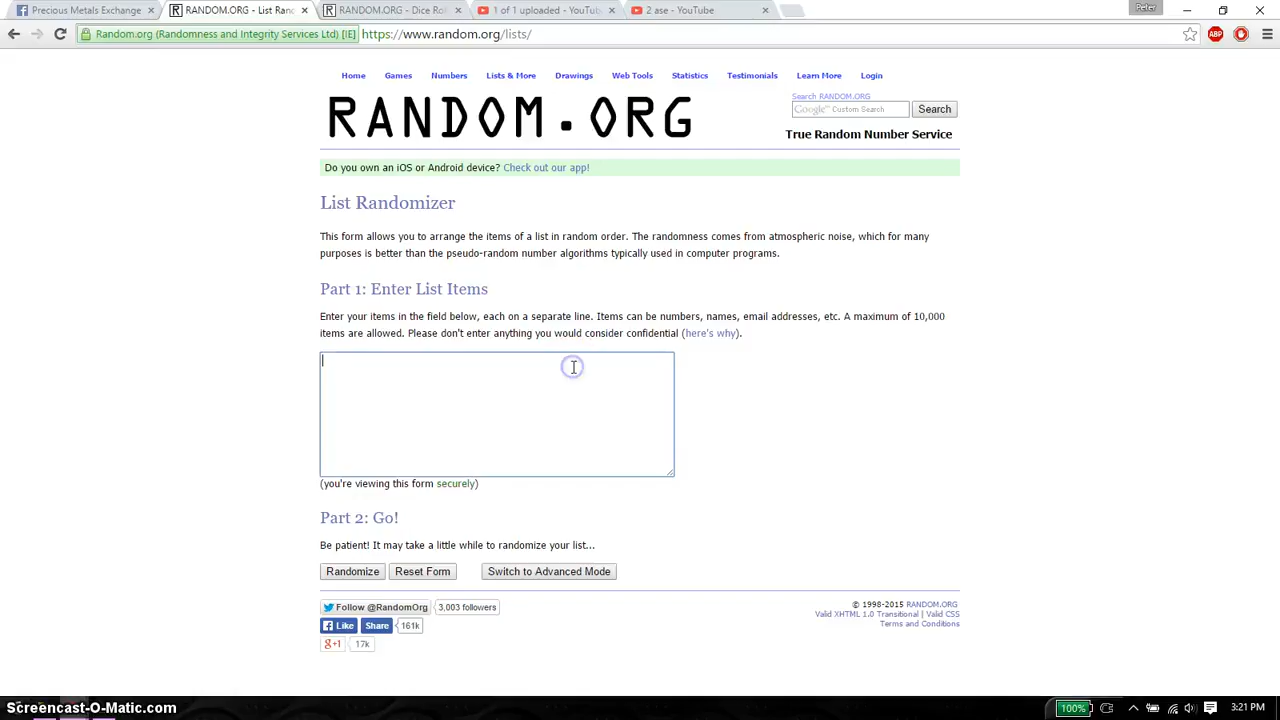 Precious Metals Exchange
RANDOM.ORG - List Ran
RANDOM.ORG - Dice Rol
1 of 1 uploaded - YouTub
2 ase - YouTube
Peter
Random.org (Randomness and Integrity Services Ltd) [IE]
https://www.random.org/lists/
ABP
Home Games Numbers Lists & More Drawings Web Tools Statistics Testimonials Learn More Login
RANDOM.ORG
Search RANDOM.ORG
Google™ Custom Search
Search
True Random Number Service
Do you own an iOS or Android device? Check out our app!
List Randomizer
This form allows you to arrange the items of a list in random order. The randomness comes from atmospheric noise, which for many
purposes is better than the pseudo-random number algorithms typically used in computer programs.
Part 1: Enter List Items
Enter your items in the field below, each on a separate line. Items can be numbers, names, email addresses, etc. A maximum of 10,000
items are allowed. Please don't enter anything you would consider confidential (here's why).
(you're viewing this form securely)
Part 2: Go!
Be patient! It may take a little while to randomize your list...
Randomize Reset Form Switch to Advanced Mode
Follow @RandomOrg 3,003 followers
Like Share 161k
g+1 17k
© 1998-2015 RANDOM.ORG
Valid XHTML 1.0 Transitional | Valid CSS
Terms and Conditions
Screencast-O-Matic.com
100%
3:21 PM